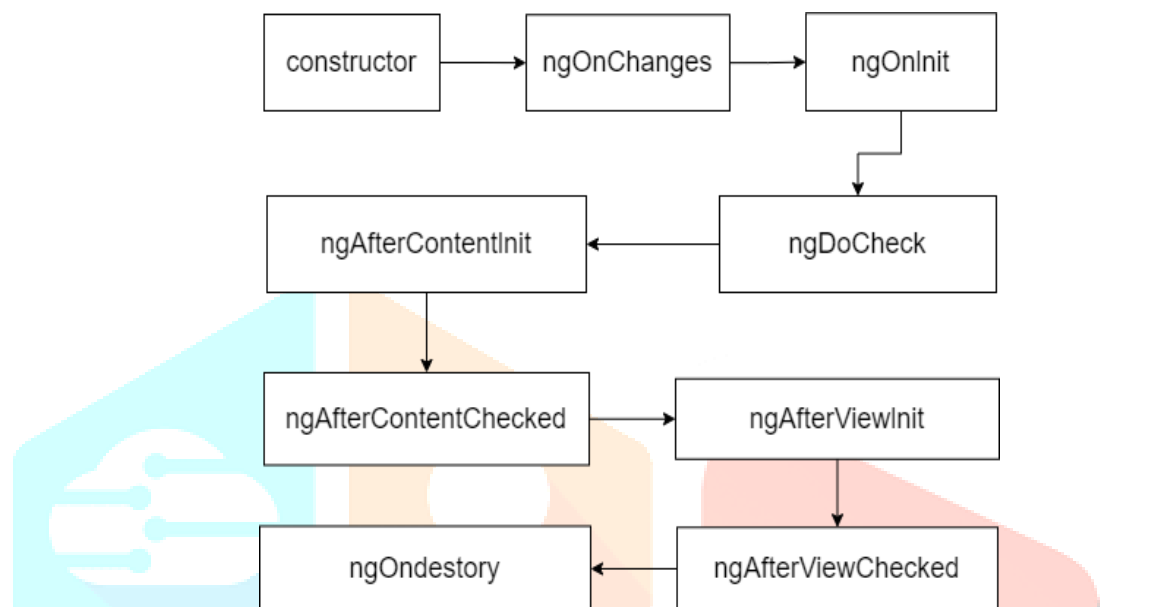 constructor
ngOnChanges
ngOnInit
ngDoCheck
ngAfterContentInit
ngAfterContentChecked
ngAfterViewInit
ngAfterViewChecked
ngOndestory